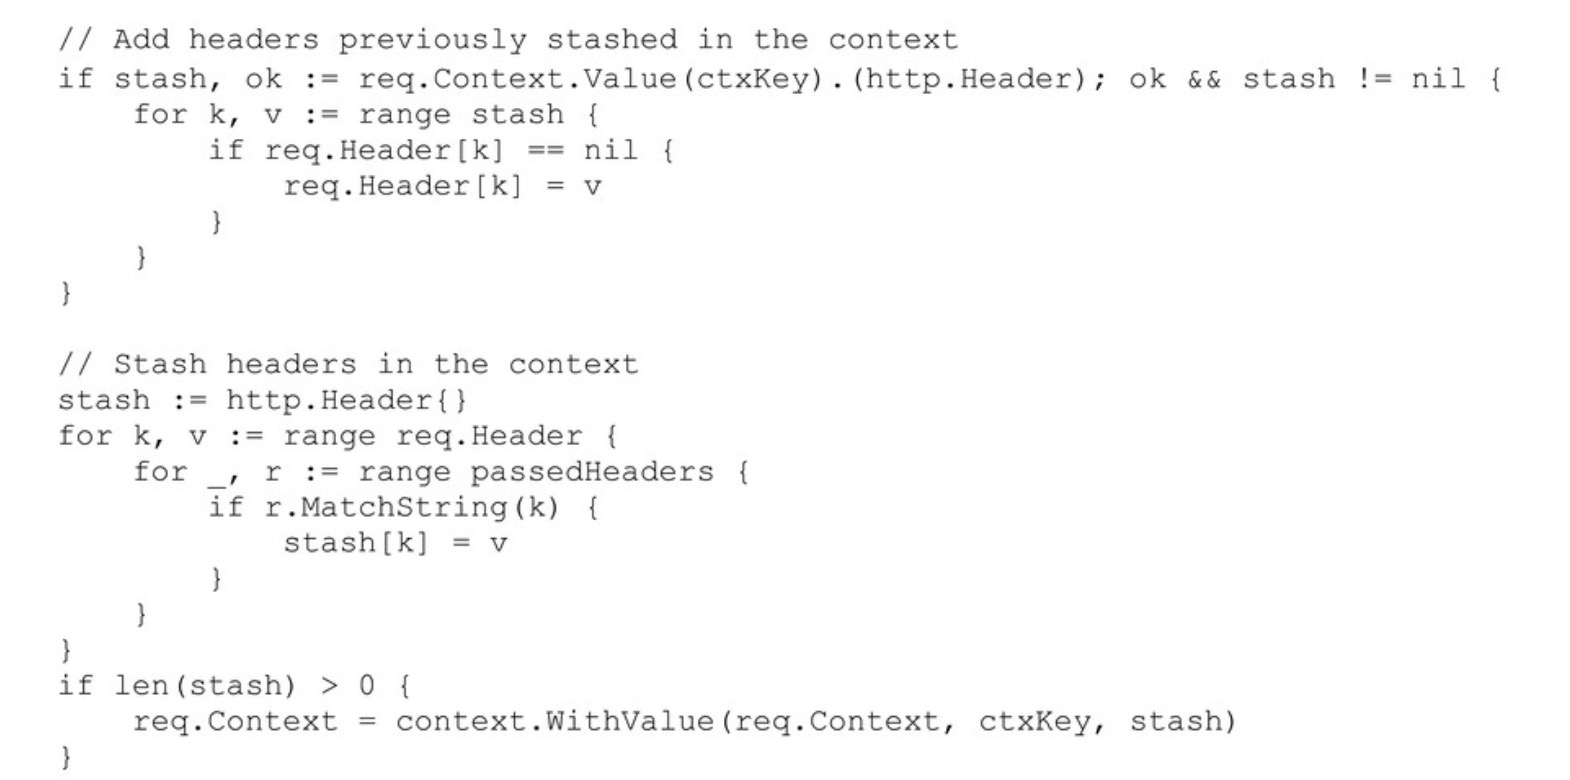 // Add headers previously stashed in the context
if stash, ok := req.Context.Value(ctxKey).(http.Header); ok && stash != nil {
    for k, v := range stash {
        if req.Header[k] == nil {
            req.Header[k] = v
        }
    }
}

// Stash headers in the context
stash := http.Header{}
for k, v := range req.Header {
    for _, r := range passedHeaders {
        if r.MatchString(k) {
            stash[k] = v
        }
    }
}
if len(stash) > 0 {
    req.Context = context.WithValue(req.Context, ctxKey, stash)
}